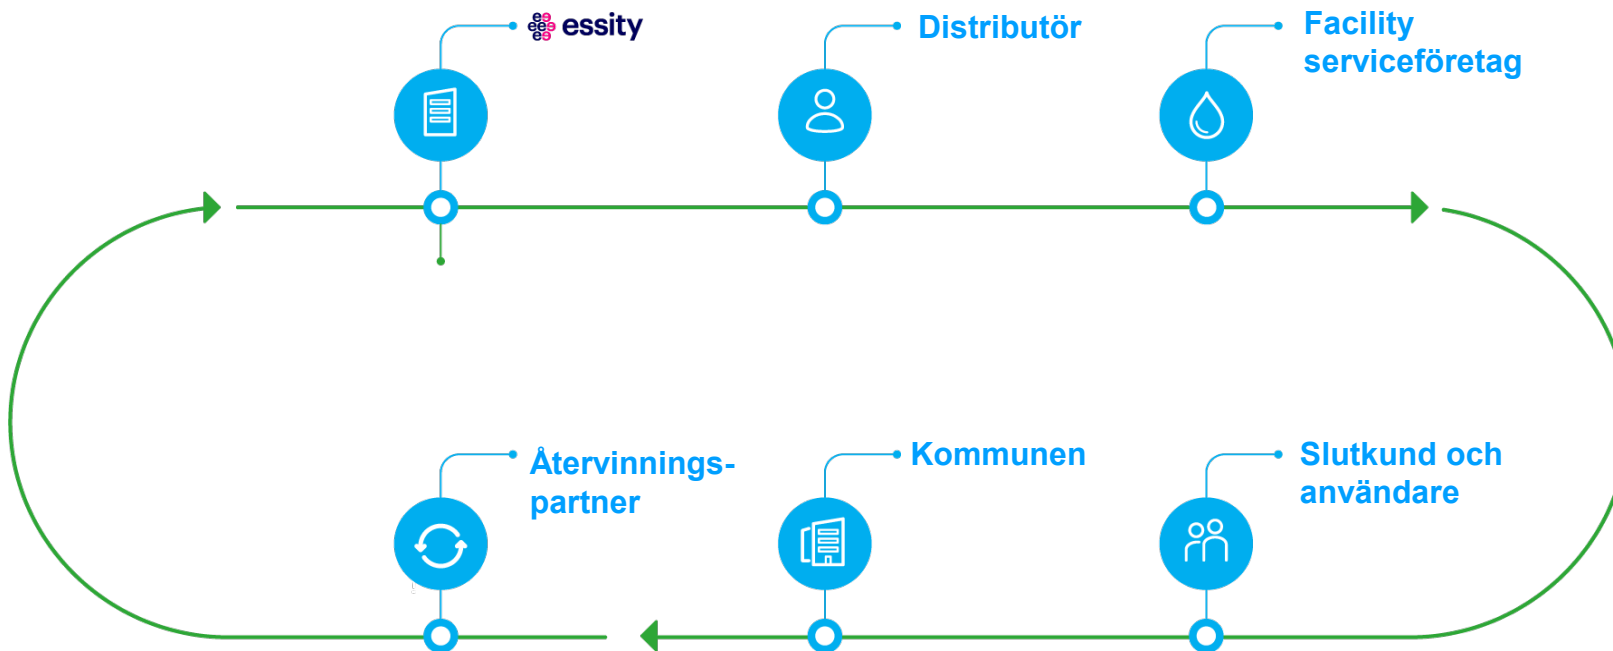 essity
Distributör
Facility
serviceföretag
Återvinnings-
partner
Kommunen
Slutkund och
användare